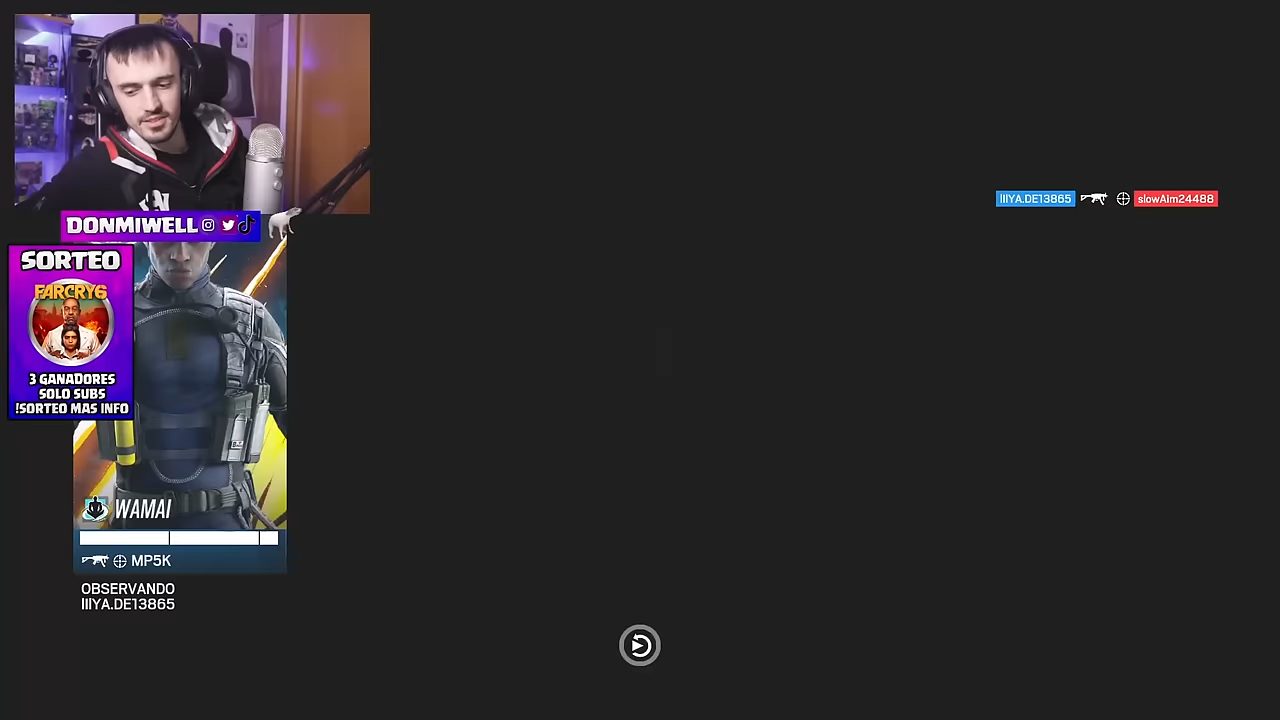 IIIYA.DE13865 slowAim24488
DONMIWELL
SORTEO
FARCRY6
3 GANADORES
SOLO SUBS
!SORTEO MAS INFO
WAMAI
MP5K
OBSERVANDO
IIIYA.DE13865